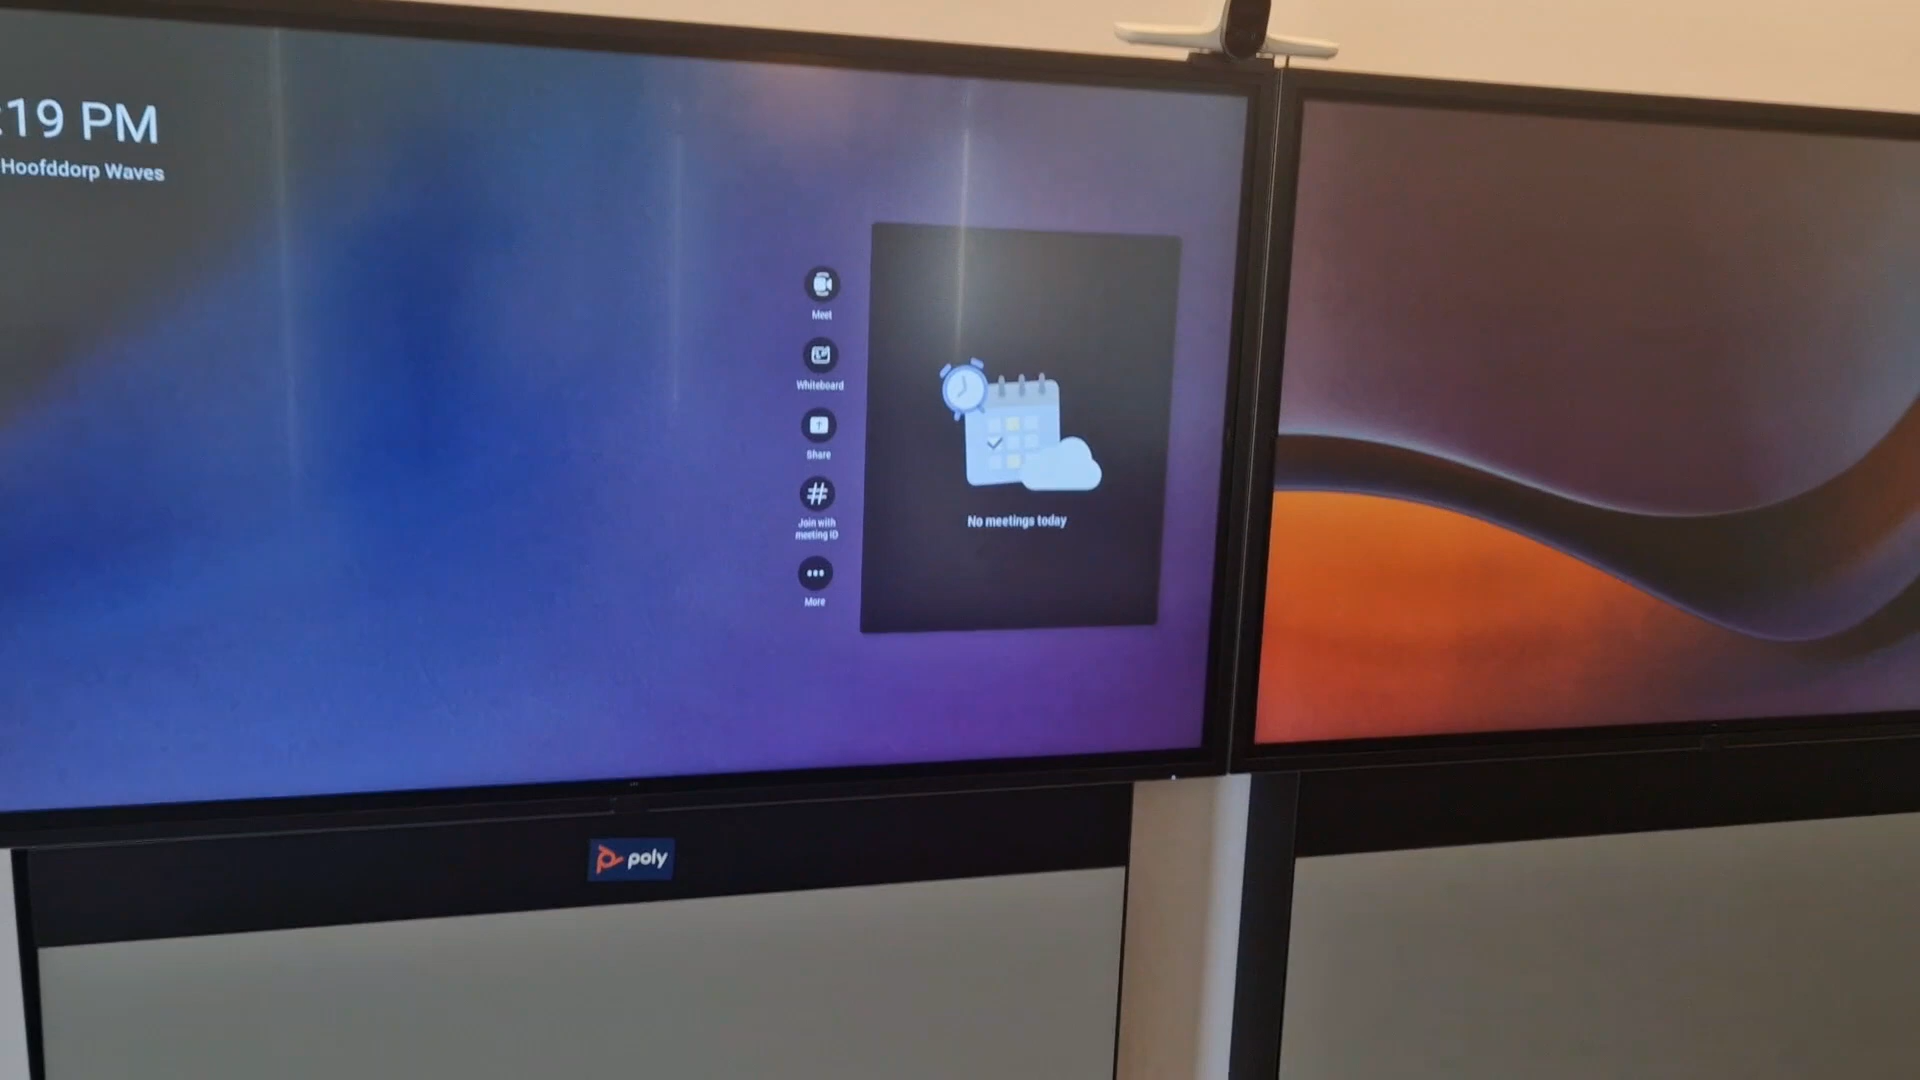 :19 PM
Hoofddorp Waves
Meet
Whiteboard
Share
Join with
meeting ID
More
No meetings today
poly